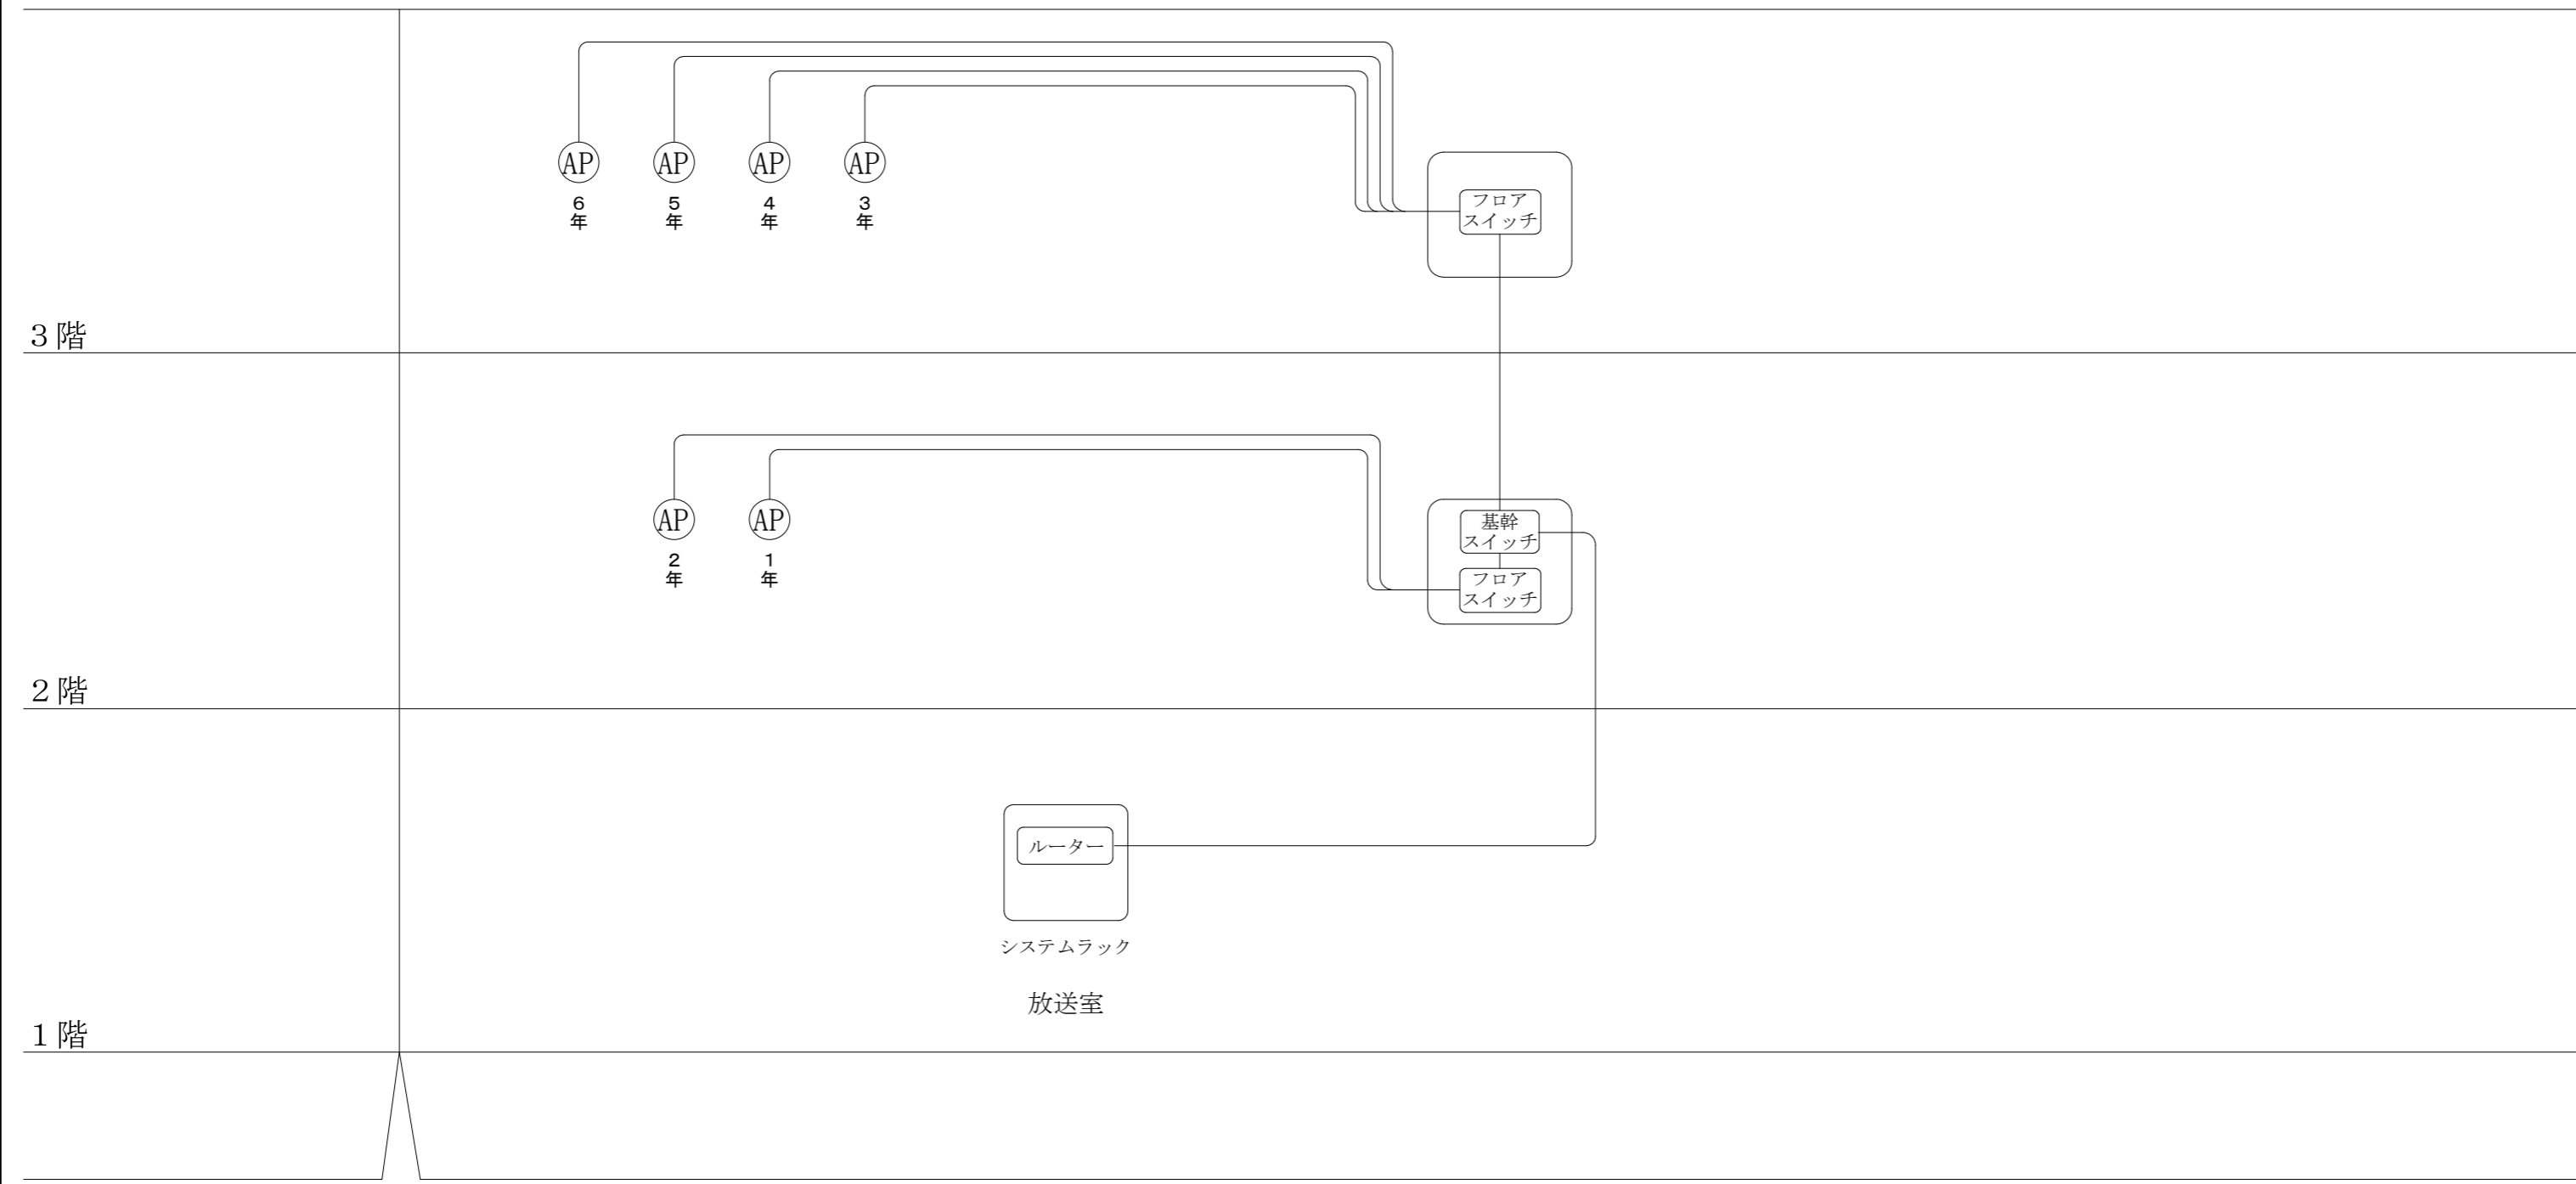 AP
AP
AP
AP
6年
5年
4年
3年
フロア
スイッチ
３階
AP
AP
2年
1年
基幹
スイッチ
フロア
スイッチ
２階
ルーター
システムラック
放送室
１階